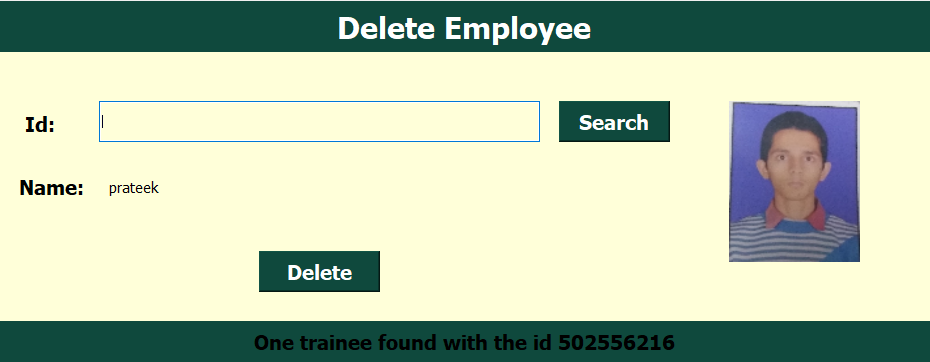 Delete Employee
Id: Search
Name: prateek
Delete
One trainee found with the id 502556216